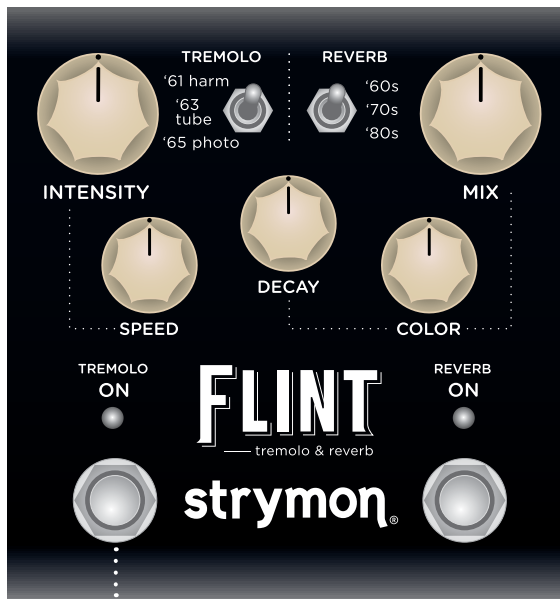 TREMOLO
REVERB
‘61 harm
‘63
tube
‘65 photo
‘60s
‘70s
‘80s
INTENSITY
MIX
DECAY
SPEED
COLOR
TREMOLO
ON
REVERB
ON
FLINT
tremolo & reverb
strymon®